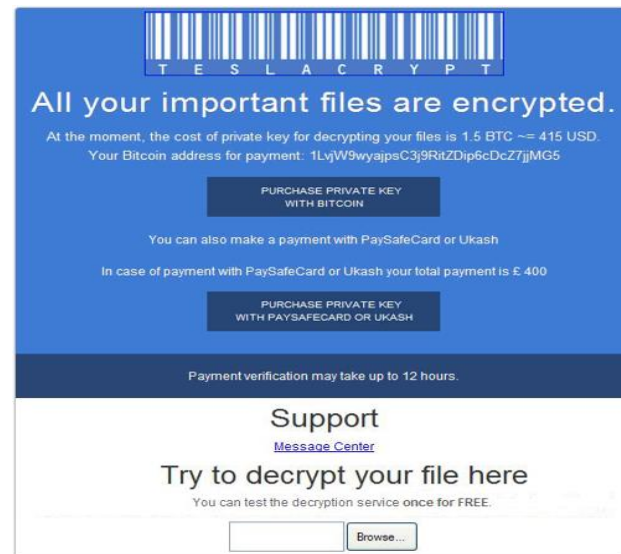 TESLACRYPT
All your important files are encrypted.
At the moment, the cost of private key for decrypting your files is 1.5 BTC ~= 415 USD.
Your Bitcoin address for payment: 1LvjW9wyajpsC3j9RitZDip6cDcZ7jjMG5
PURCHASE PRIVATE KEY
WITH BITCOIN
You can also make a payment with PaySafeCard or Ukash
In case of payment with PaySafeCard or Ukash your total payment is £ 400
PURCHASE PRIVATE KEY
WITH PAYSAFECARD OR UKASH
Payment verification may take up to 12 hours.
Support
Message Center
Try to decrypt your file here
You can test the decryption service once for FREE.
Browse...